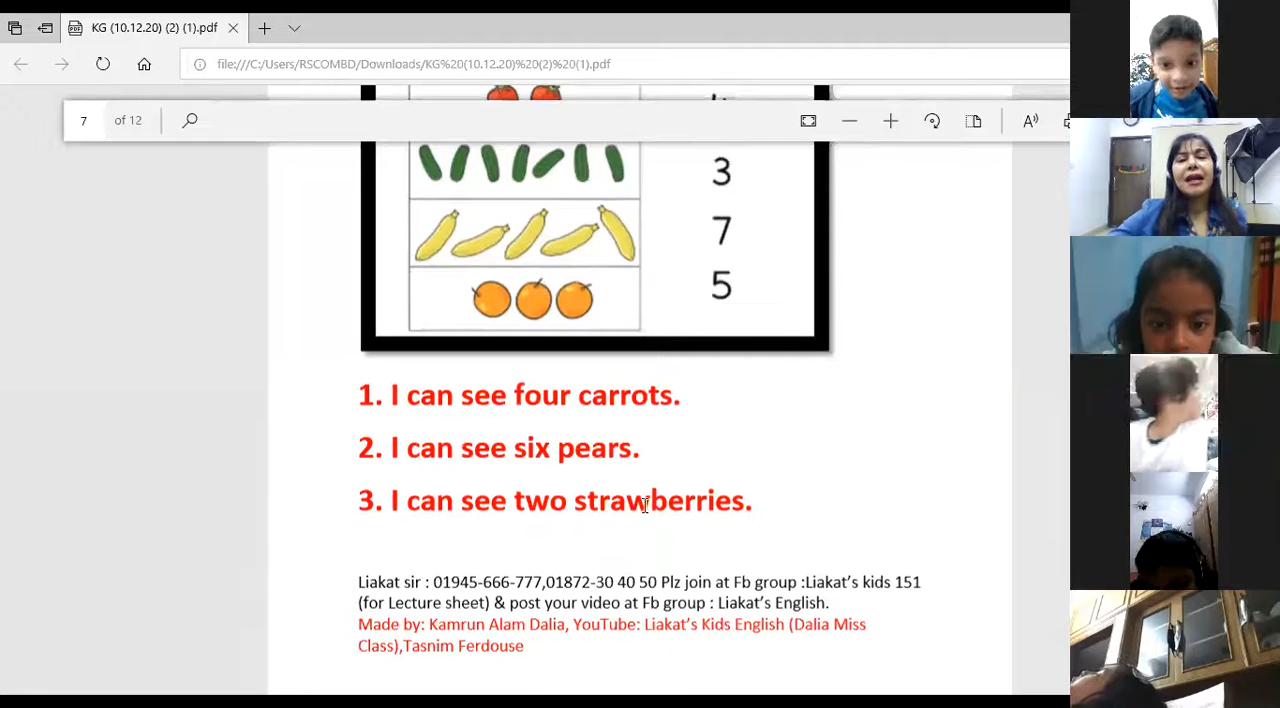 KG (10.12.20) (2) (1).pdf
file:///C:/Users/RSCOMBD/Downloads/KG%20(10.12.20)%20(2)%20(1).pdf
7 of 12
3
7
5
1. I can see four carrots.
2. I can see six pears.
3. I can see two strawberries.
Liakat sir : 01945-666-777,01872-30 40 50 Plz join at Fb group :Liakat’s kids 151
(for Lecture sheet) & post your video at Fb group : Liakat’s English.
Made by: Kamrun Alam Dalia, YouTube: Liakat’s Kids English (Dalia Miss
Class),Tasnim Ferdouse